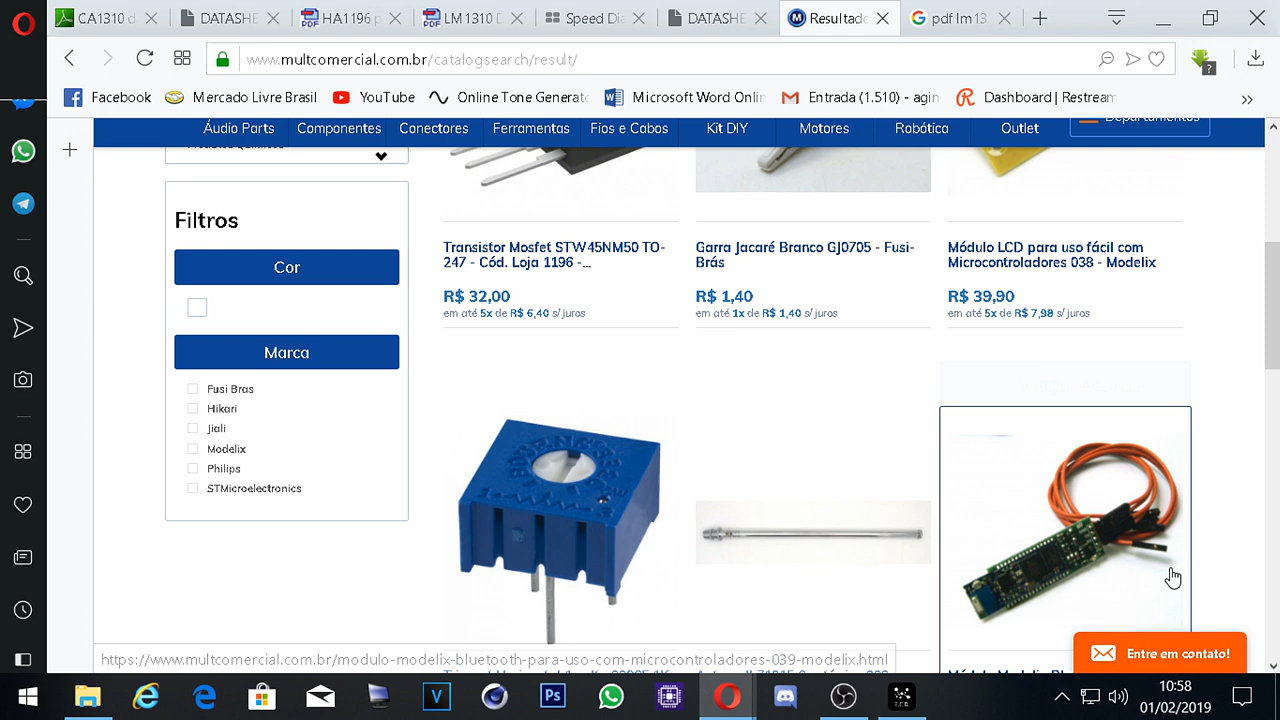 CA1310 d
DATASHE
HA1196 p
LM1310 D
Speed Dia
DATASHE
Resultado
pdf lm13
www.multcomercial.com.br/catalogsearch/result/
Facebook
Mercado Livre Brasil
YouTube
Online Tone Generato
Microsoft Word Onlin
Entrada (1.510) - agin
Dashboard | Restream
Áudio Parts
Componentes
Conectores
Ferramentas
Fios e Cabos
Kit DIY
Motores
Robótica
Outlet
Departamentos
Produtos Químicos
Filtros
Cor
Marca
Fusi Bras
Hikari
Jiali
Modelix
Philips
STMicroelectronics
Transistor Mosfet STW45NM50 TO-
247 - Cód. Loja 1196 -...
R$ 32,00
em até 5x de R$ 6,40 s/ juros
Garra Jacaré Branco GJ0705 - Fusi-
Brás
R$ 1,40
em até 1x de R$ 1,40 s/ juros
Módulo LCD para uso fácil com
Microcontroladores 038 - Modelix
R$ 39,90
em até 5x de R$ 7,98 s/ juros
https://www.multcomercial.com.br/modulo-modelix-bluetooth-para-uso-com-microcontroladores-039-modelix.html
Entre em contato!
10:58
01/02/2019